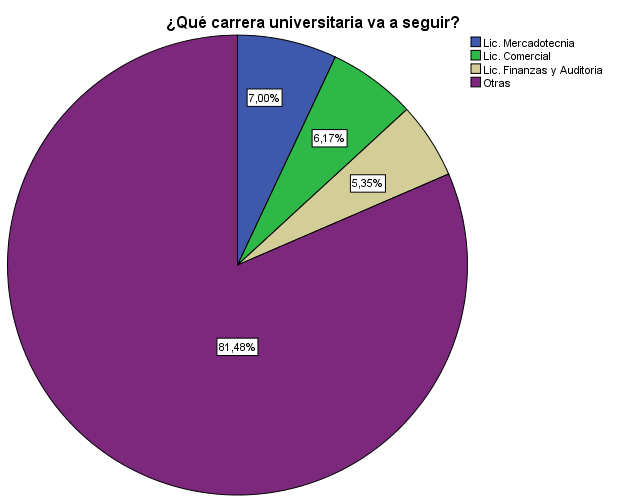 ¿Qué carrera universitaria va a seguir?
Lic. Mercadotecnia
Lic. Comercial
Lic. Finanzas y Auditoria
Otras
7,00%
6,17%
5,35%
81,48%